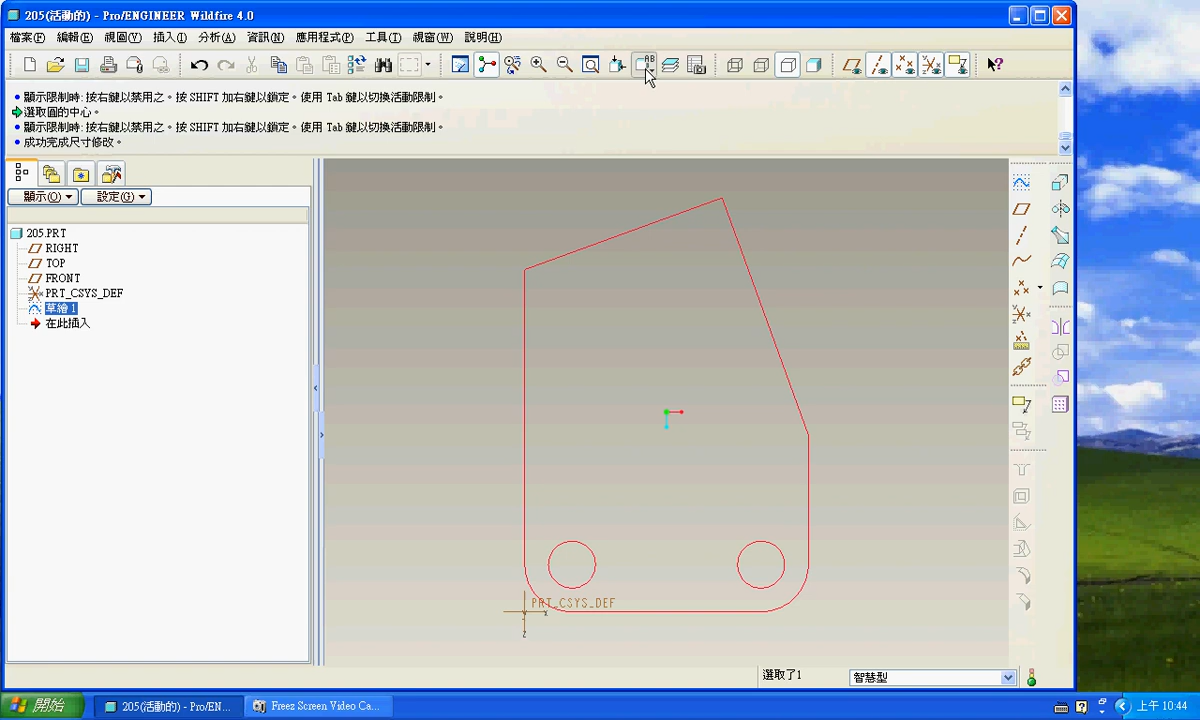 205(活動的) - Pro/ENGINEER Wildfire 4.0
檔案(F) 編輯(E) 視圖(V) 插入(I) 分析(A) 資訊(N) 應用程式(P) 工具(T) 視窗(W) 說明(H)
AB
• 顯示限制時: 按右鍵以禁用之。按 SHIFT 加右鍵以鎖定。使用 Tab 鍵以切換活動限制。
選取圓的中心。
• 顯示限制時: 按右鍵以禁用之。按 SHIFT 加右鍵以鎖定。使用 Tab 鍵以切換活動限制。
• 成功完成尺寸修改。
顯示(O) 設定(G)
205.PRT
RIGHT
TOP
FRONT
PRT_CSYS_DEF
草繪 1
在此插入
PRT_CSYS_DEF
Z
選取了1
智慧型
開始
205(活動的) - Pro/EN...
Freez Screen Video Ca...
上午 10:44